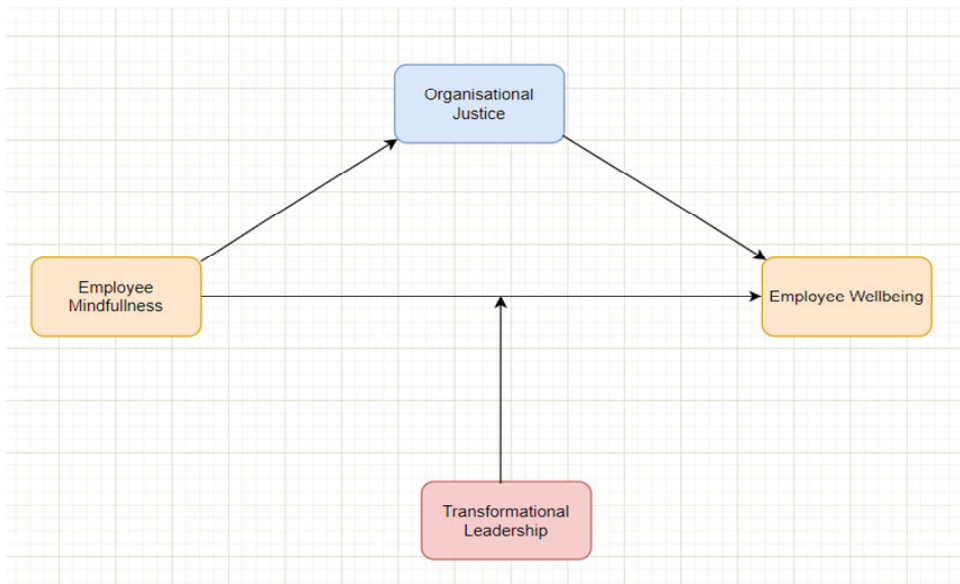 Organisational
Justice
Employee
Mindfullness
Employee Wellbeing
Transformational
Leadership